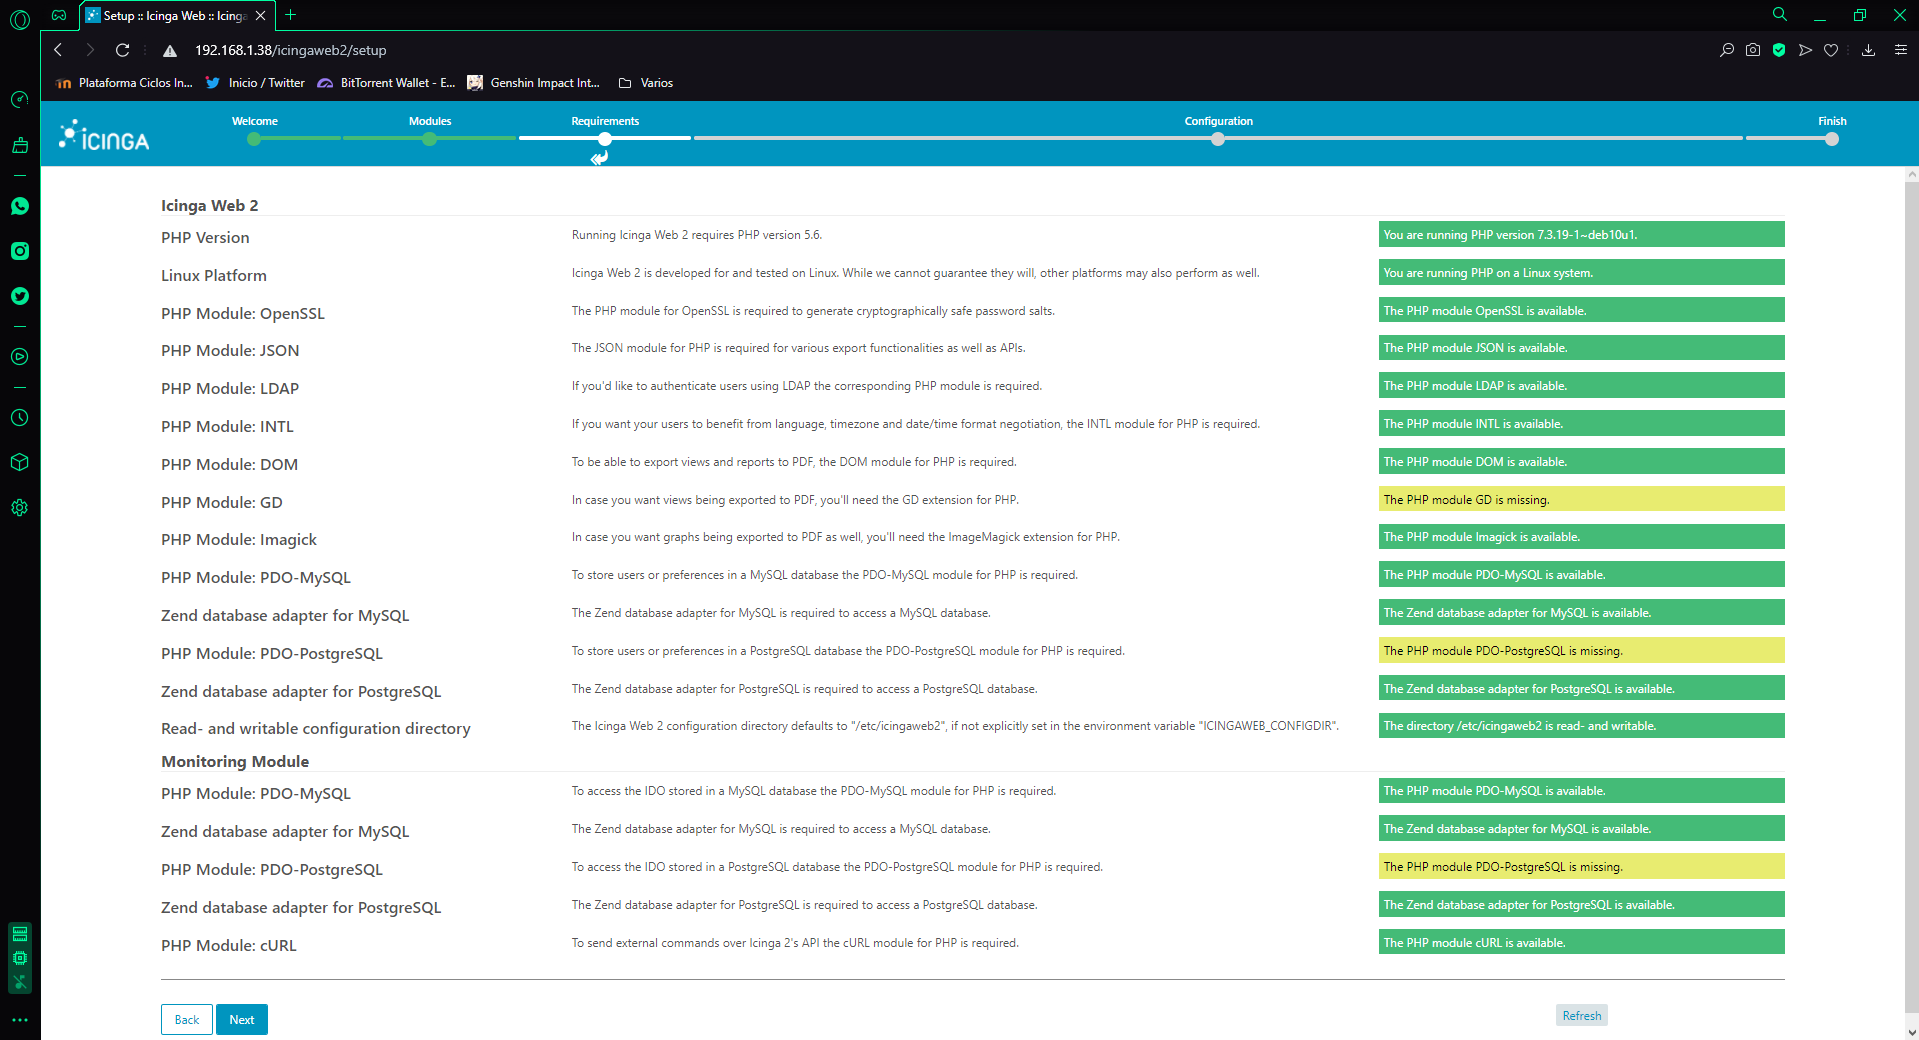 Setup :: Icinga Web :: Icinga
192.168.1.38/icingaweb2/setup
Plataforma Ciclos In... Inicio / Twitter BitTorrent Wallet - E... Genshin Impact Int... Varios
ICINGA
Welcome Modules Requirements Configuration Finish
Icinga Web 2
PHP Version Running Icinga Web 2 requires PHP version 5.6. You are running PHP version 7.3.19-1~deb10u1.
Linux Platform Icinga Web 2 is developed for and tested on Linux. While we cannot guarantee they will, other platforms may also perform as well. You are running PHP on a Linux system.
PHP Module: OpenSSL The PHP module for OpenSSL is required to generate cryptographically safe password salts. The PHP module OpenSSL is available.
PHP Module: JSON The JSON module for PHP is required for various export functionalities as well as APIs. The PHP module JSON is available.
PHP Module: LDAP If you'd like to authenticate users using LDAP the corresponding PHP module is required. The PHP module LDAP is available.
PHP Module: INTL If you want your users to benefit from language, timezone and date/time format negotiation, the INTL module for PHP is required. The PHP module INTL is available.
PHP Module: DOM To be able to export views and reports to PDF, the DOM module for PHP is required. The PHP module DOM is available.
PHP Module: GD In case you want views being exported to PDF, you'll need the GD extension for PHP. The PHP module GD is missing.
PHP Module: Imagick In case you want graphs being exported to PDF as well, you'll need the ImageMagick extension for PHP. The PHP module Imagick is available.
PHP Module: PDO-MySQL To store users or preferences in a MySQL database the PDO-MySQL module for PHP is required. The PHP module PDO-MySQL is available.
Zend database adapter for MySQL The Zend database adapter for MySQL is required to access a MySQL database. The Zend database adapter for MySQL is available.
PHP Module: PDO-PostgreSQL To store users or preferences in a PostgreSQL database the PDO-PostgreSQL module for PHP is required. The PHP module PDO-PostgreSQL is missing.
Zend database adapter for PostgreSQL The Zend database adapter for PostgreSQL is required to access a PostgreSQL database. The Zend database adapter for PostgreSQL is available.
Read- and writable configuration directory The Icinga Web 2 configuration directory defaults to "/etc/icingaweb2", if not explicitly set in the environment variable "ICINGAWEB_CONFIGDIR". The directory /etc/icingaweb2 is read- and writable.
Monitoring Module
PHP Module: PDO-MySQL To access the IDO stored in a MySQL database the PDO-MySQL module for PHP is required. The PHP module PDO-MySQL is available.
Zend database adapter for MySQL The Zend database adapter for MySQL is required to access a MySQL database. The Zend database adapter for MySQL is available.
PHP Module: PDO-PostgreSQL To access the IDO stored in a PostgreSQL database the PDO-PostgreSQL module for PHP is required. The PHP module PDO-PostgreSQL is missing.
Zend database adapter for PostgreSQL The Zend database adapter for PostgreSQL is required to access a PostgreSQL database. The Zend database adapter for PostgreSQL is available.
PHP Module: cURL To send external commands over Icinga 2's API the cURL module for PHP is required. The PHP module cURL is available.
Back Next Refresh